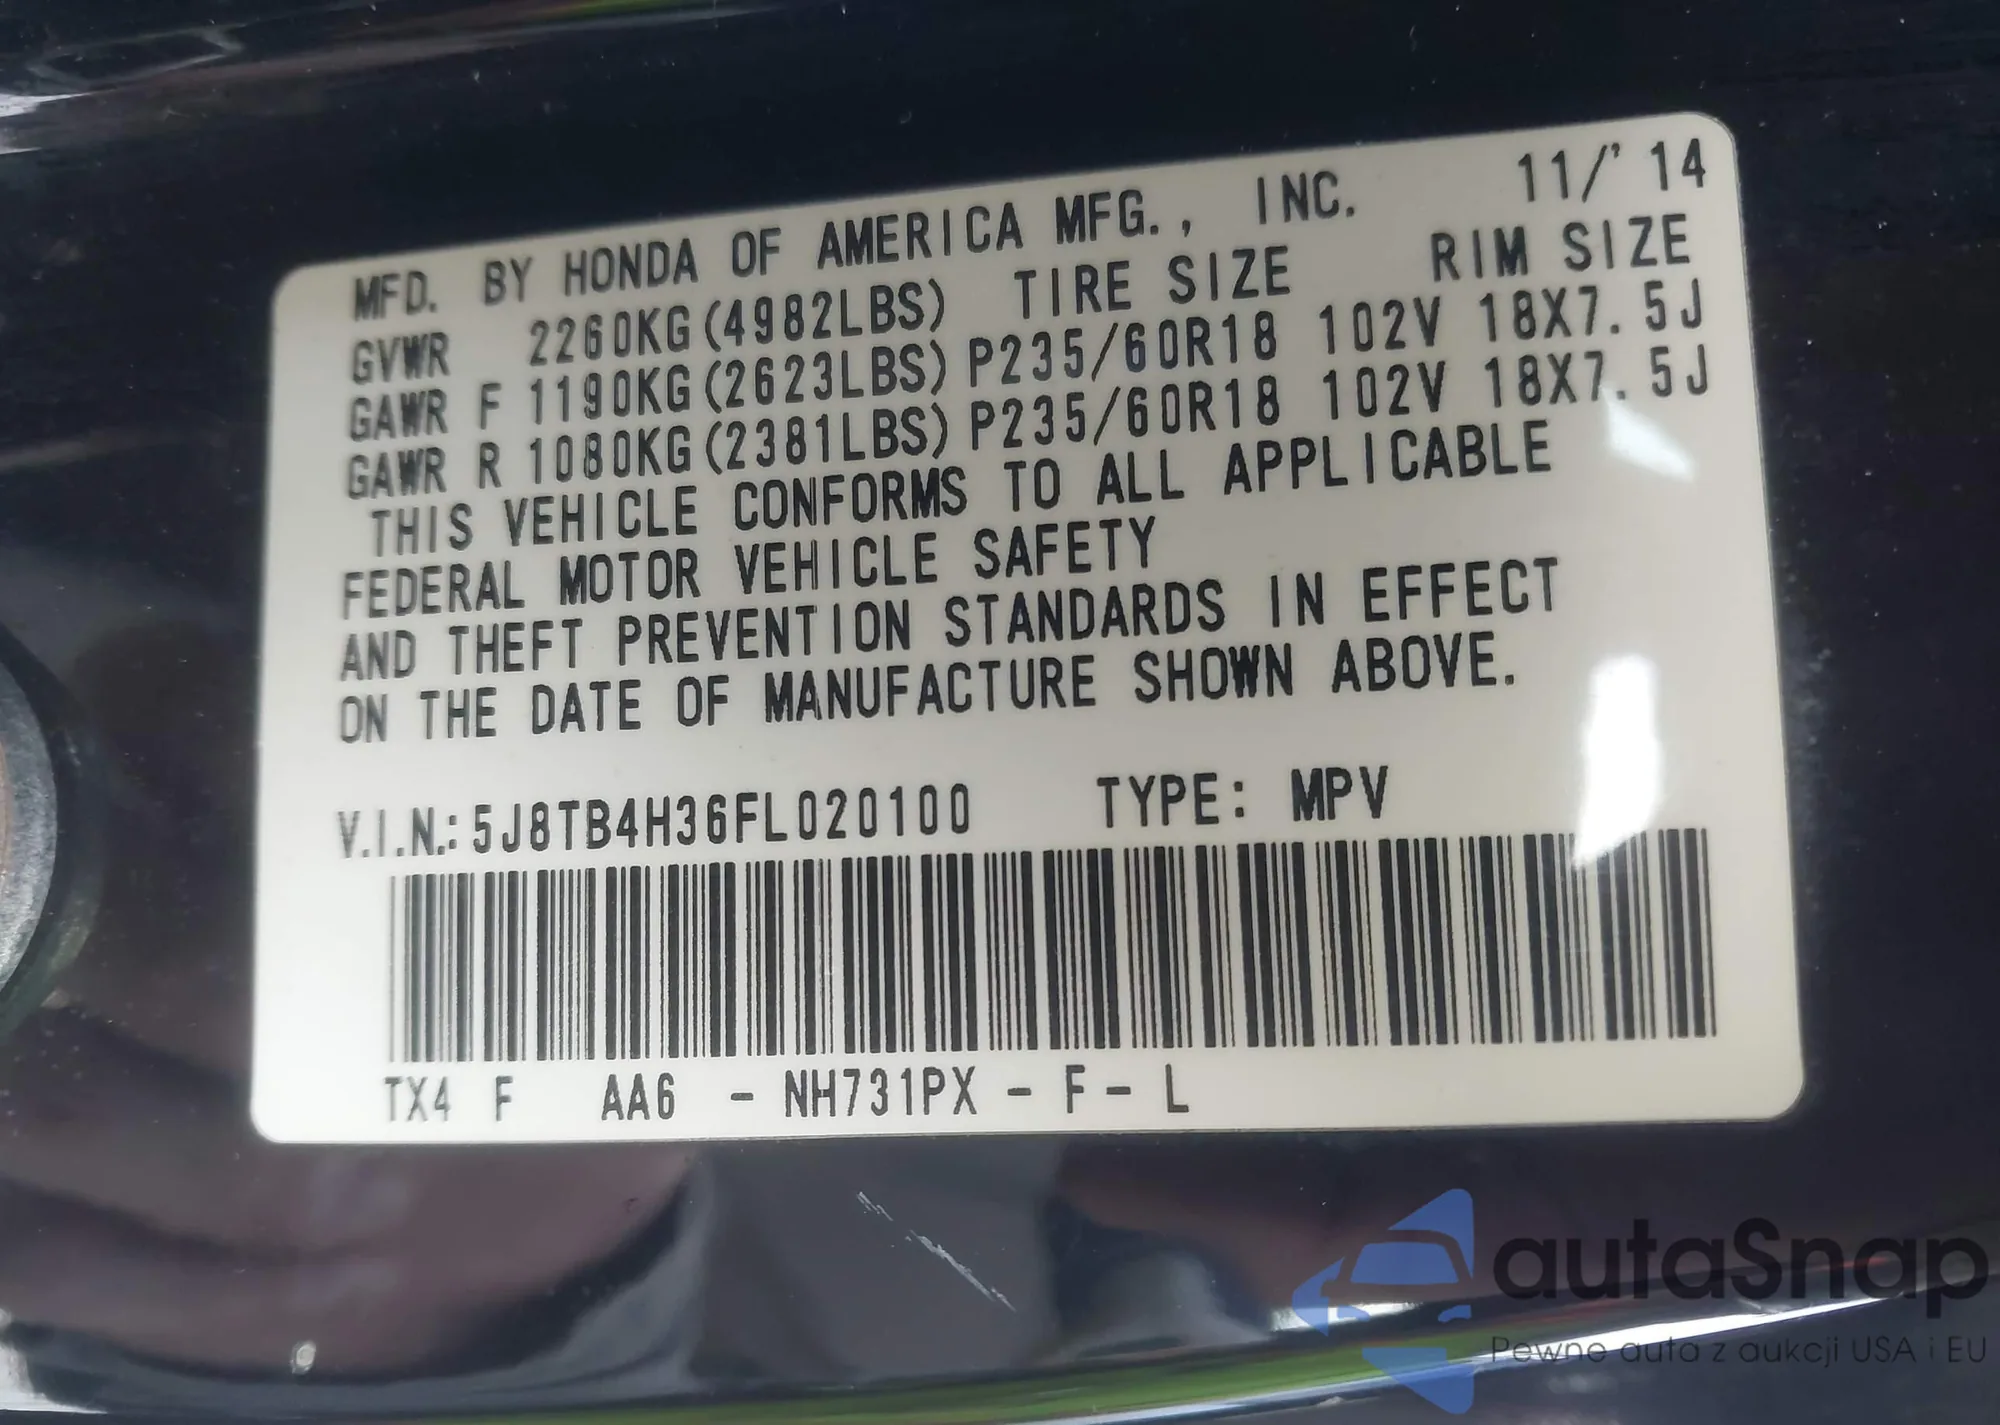 MFD. BY HONDA OF AMERICA MFG., INC. 11/'14
GVWR 2260KG(4982LBS) TIRE SIZE RIM SIZE
GAWR F 1190KG(2623LBS) P235/60R18 102V 18X7.5J
GAWR R 1080KG(2381LBS) P235/60R18 102V 18X7.5J
THIS VEHICLE CONFORMS TO ALL APPLICABLE
FEDERAL MOTOR VEHICLE SAFETY
AND THEFT PREVENTION STANDARDS IN EFFECT
ON THE DATE OF MANUFACTURE SHOWN ABOVE.
V.I.N.: 5J8TB4H36FL020100 TYPE: MPV
TX4 F AA6 - NH731PX - F - L
autaSnap
Pewne auta z aukcji USA i EU